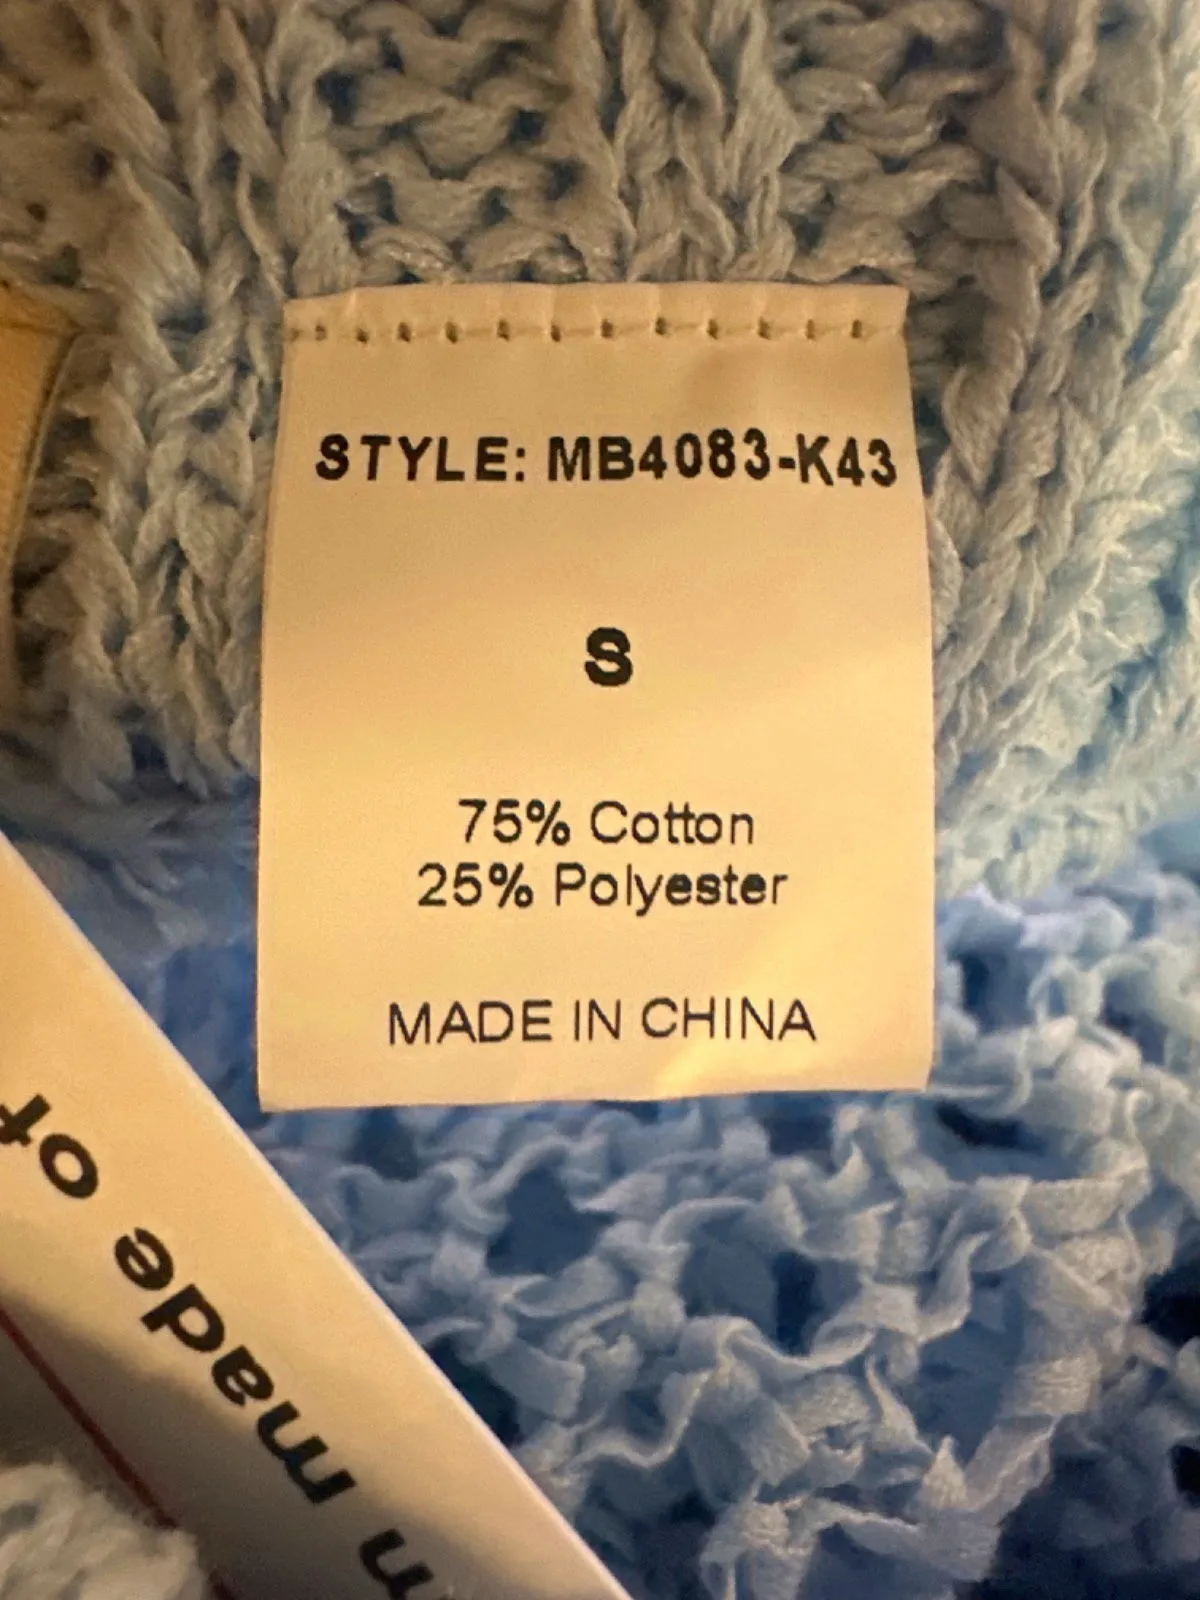 STYLE: MB4083-K43
S
75% Cotton
25% Polyester
MADE IN CHINA
made of